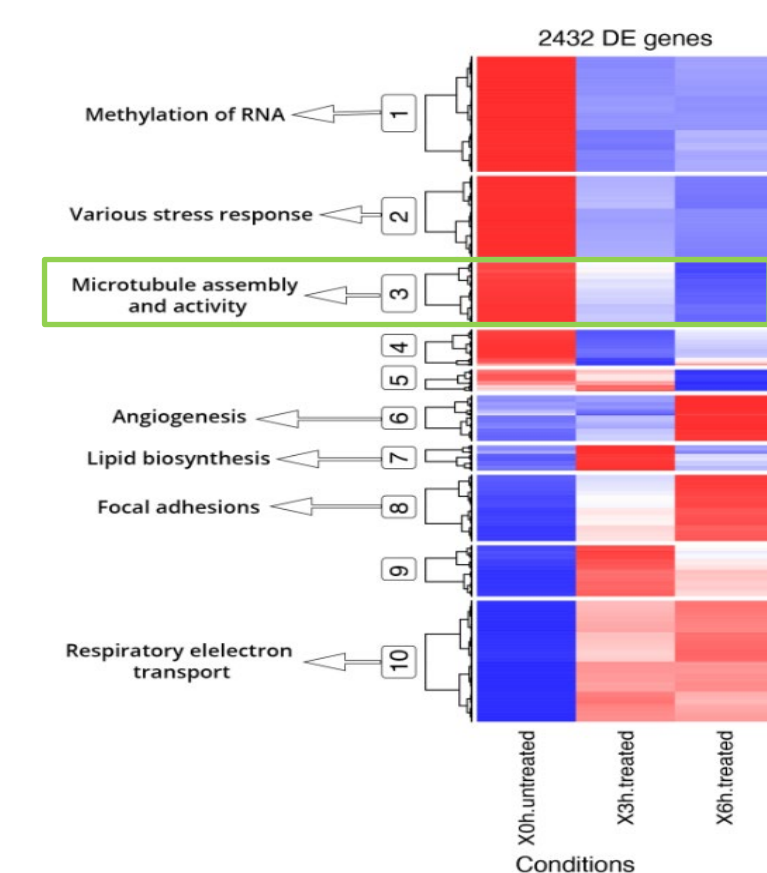 2432 DE genes
Methylation of RNA
1
Various stress response
2
Microtubule assembly
and activity
3
4
5
Angiogenesis
6
Lipid biosynthesis
7
Focal adhesions
8
9
Respiratory elelectron
transport
10
X0h.untreated
X3h.treated
X6h.treated
Conditions